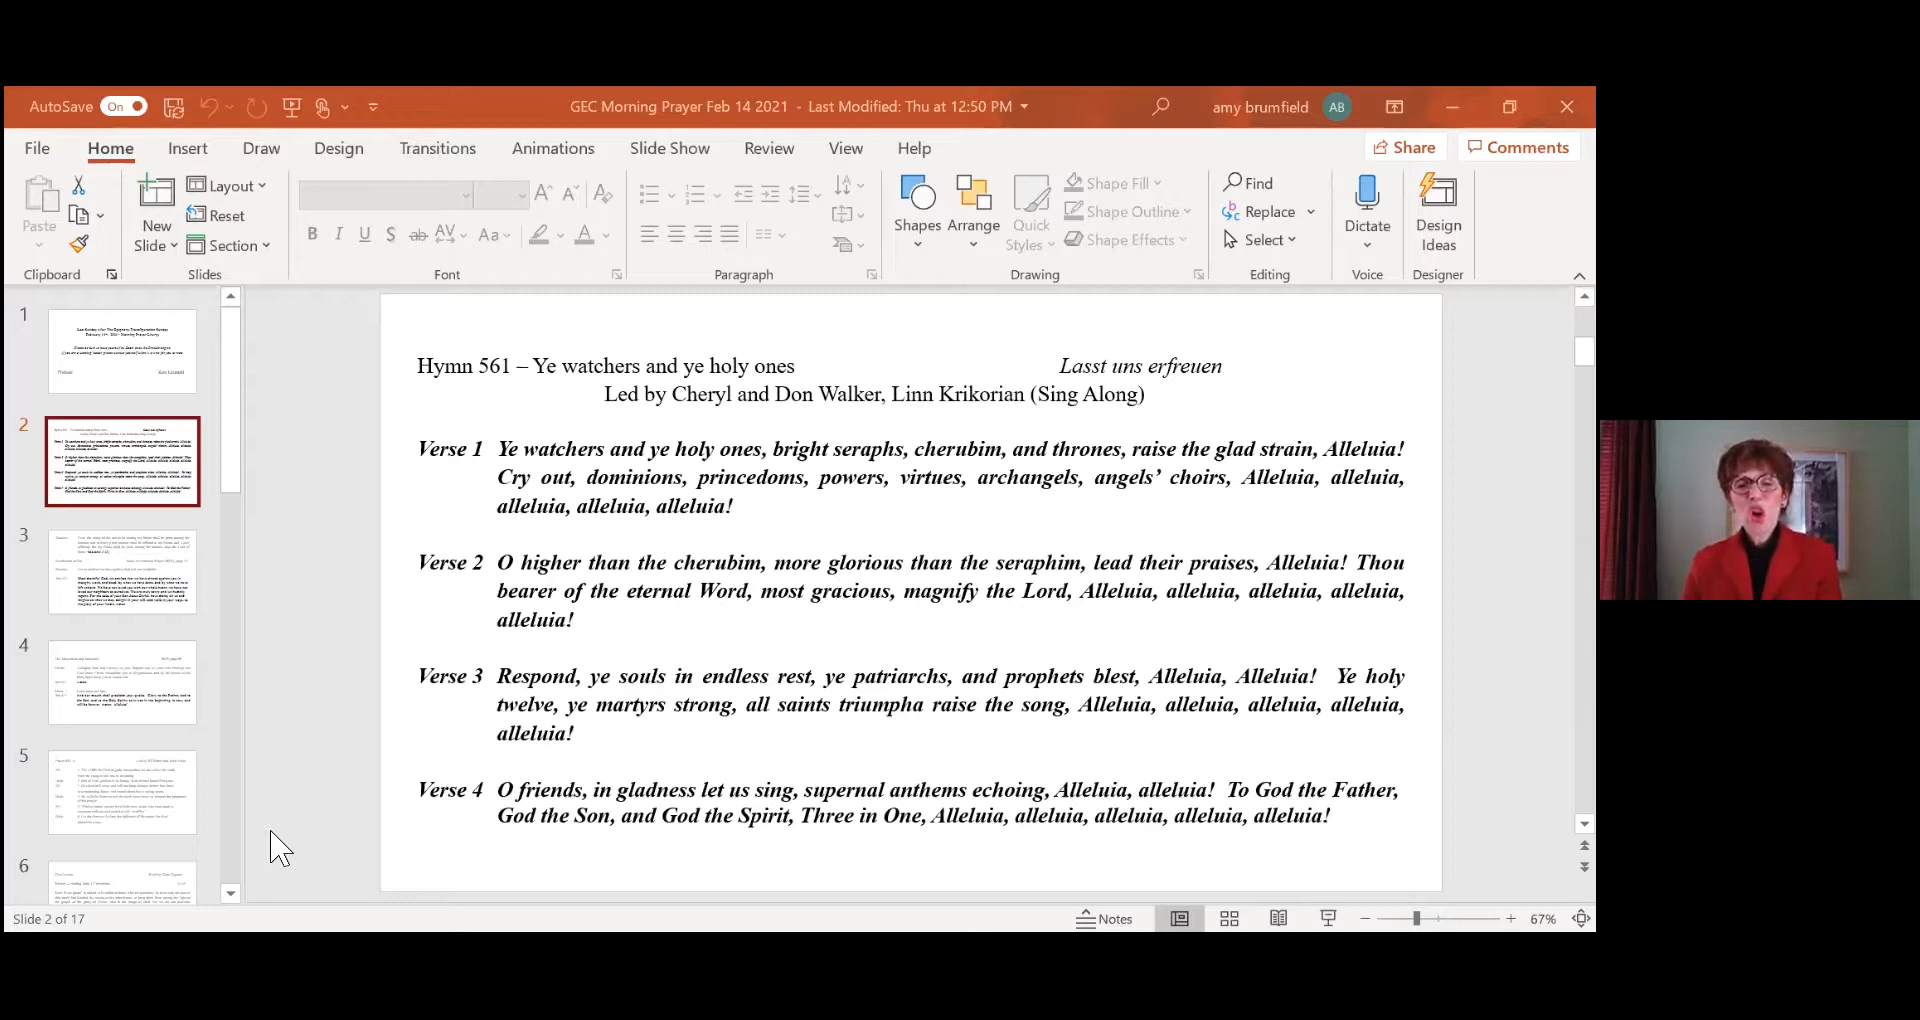 AutoSave On
GEC Morning Prayer Feb 14 2021 - Last Modified: Thu at 12:50 PM
amy brumfield AB
File Home Insert Draw Design Transitions Animations Slide Show Review View Help
Share Comments
Paste
New Slide
Layout
Reset
Section
B I U S ab AV Aa A
Shapes Arrange Quick Styles
Shape Fill
Shape Outline
Shape Effects
Find
Replace
Select
Dictate
Design Ideas
Clipboard Slides Font Paragraph Drawing Editing Voice Designer
1
2
3
4
5
6
Hymn 561 – Ye watchers and ye holy ones Lasst uns erfreuen
Led by Cheryl and Don Walker, Linn Krikorian (Sing Along)
Verse 1 Ye watchers and ye holy ones, bright seraphs, cherubim, and thrones, raise the glad strain, Alleluia!
Cry out, dominions, princedoms, powers, virtues, archangels, angels’ choirs, Alleluia, alleluia,
alleluia, alleluia, alleluia!
Verse 2 O higher than the cherubim, more glorious than the seraphim, lead their praises, Alleluia! Thou
bearer of the eternal Word, most gracious, magnify the Lord, Alleluia, alleluia, alleluia, alleluia,
alleluia!
Verse 3 Respond, ye souls in endless rest, ye patriarchs, and prophets blest, Alleluia, Alleluia! Ye holy
twelve, ye martyrs strong, all saints triumpha raise the song, Alleluia, alleluia, alleluia, alleluia,
alleluia!
Verse 4 O friends, in gladness let us sing, supernal anthems echoing, Alleluia, alleluia! To God the Father,
God the Son, and God the Spirit, Three in One, Alleluia, alleluia, alleluia, alleluia, alleluia!
Slide 2 of 17
Notes
67%